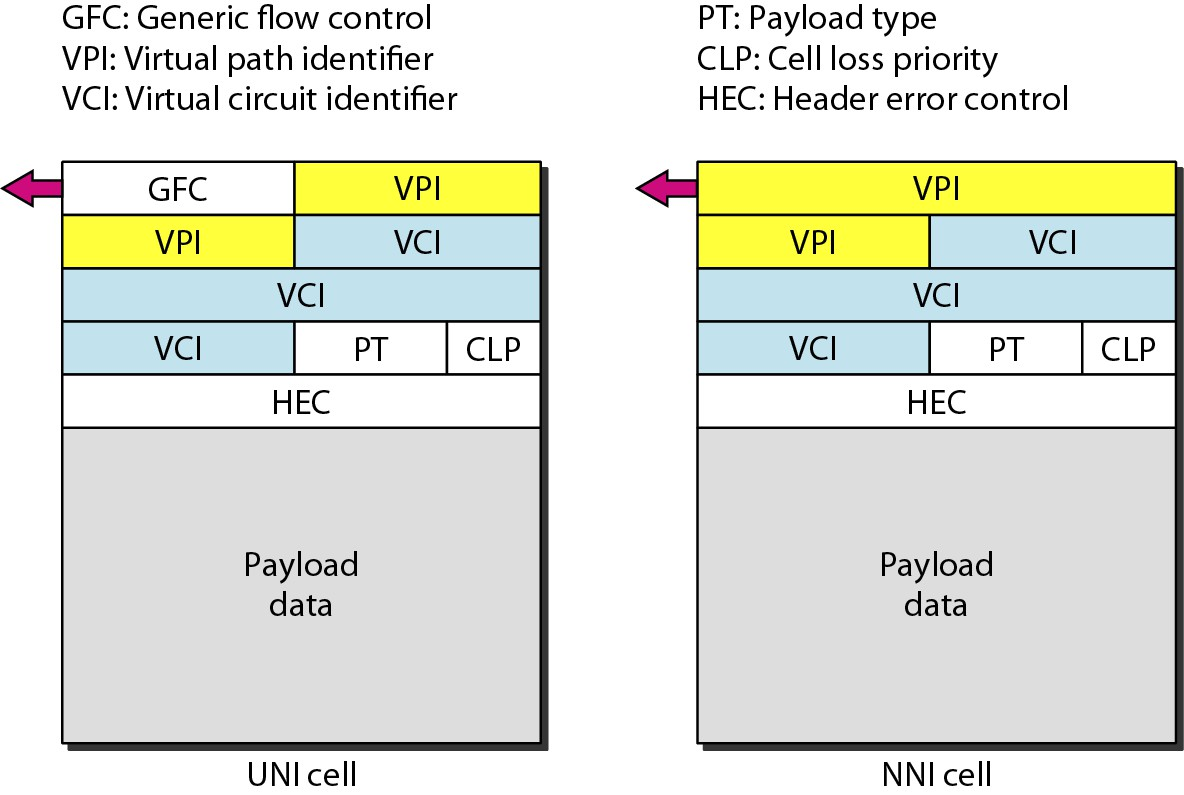 GFC: Generic flow control
VPI: Virtual path identifier
VCI: Virtual circuit identifier
PT: Payload type
CLP: Cell loss priority
HEC: Header error control
GFC VPI
VPI VCI
VCI
VCI PT CLP
HEC
Payload
data
UNI cell
VPI
VPI VCI
VCI
VCI PT CLP
HEC
Payload
data
NNI cell